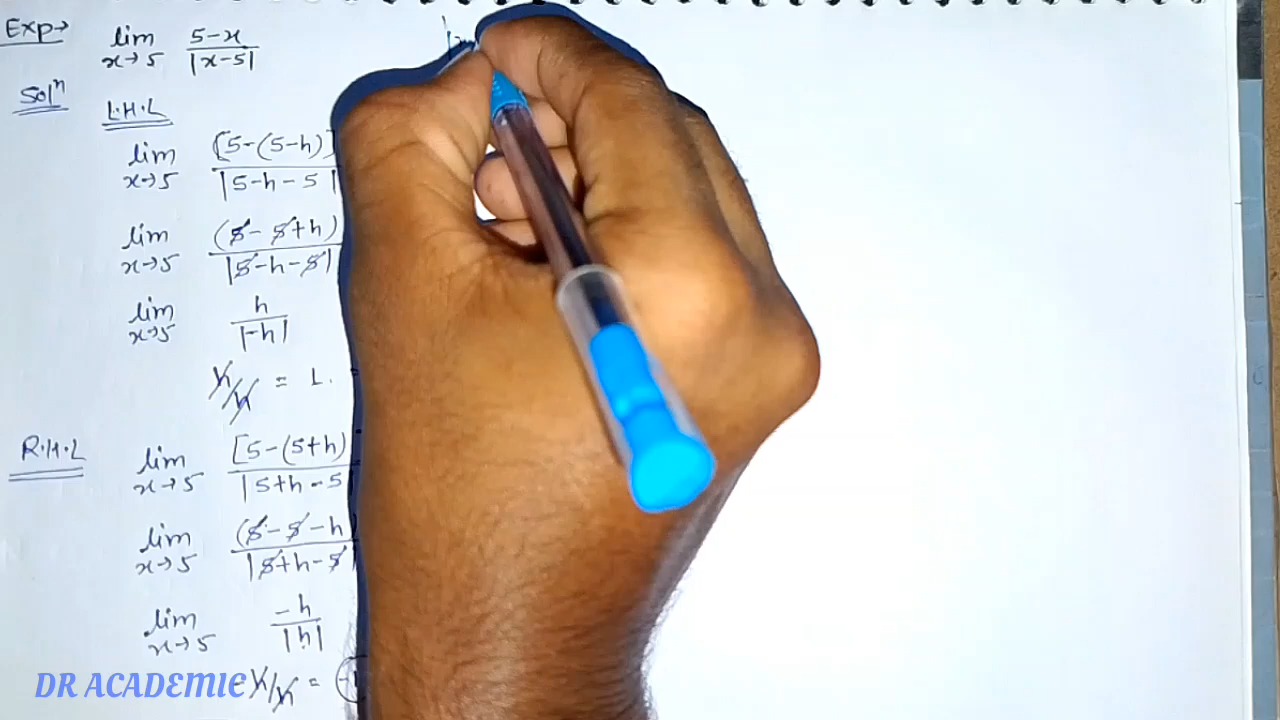 Exp→ lim x→5 5-x / |x-5|
Solⁿ
L.H.L
lim x→5 [5-(5-h)] / |5-h-5|
lim x→5 (5-5+h) / |5-h-5|
lim x→5 h / |-h|
h/h = 1.
R.H.L lim x→5 [5-(5+h) / |5+h-5|
lim x→5 (5-5-h) / |5+h-5|
lim x→5 -h / |h|
DR ACADEMIE h/h = -1